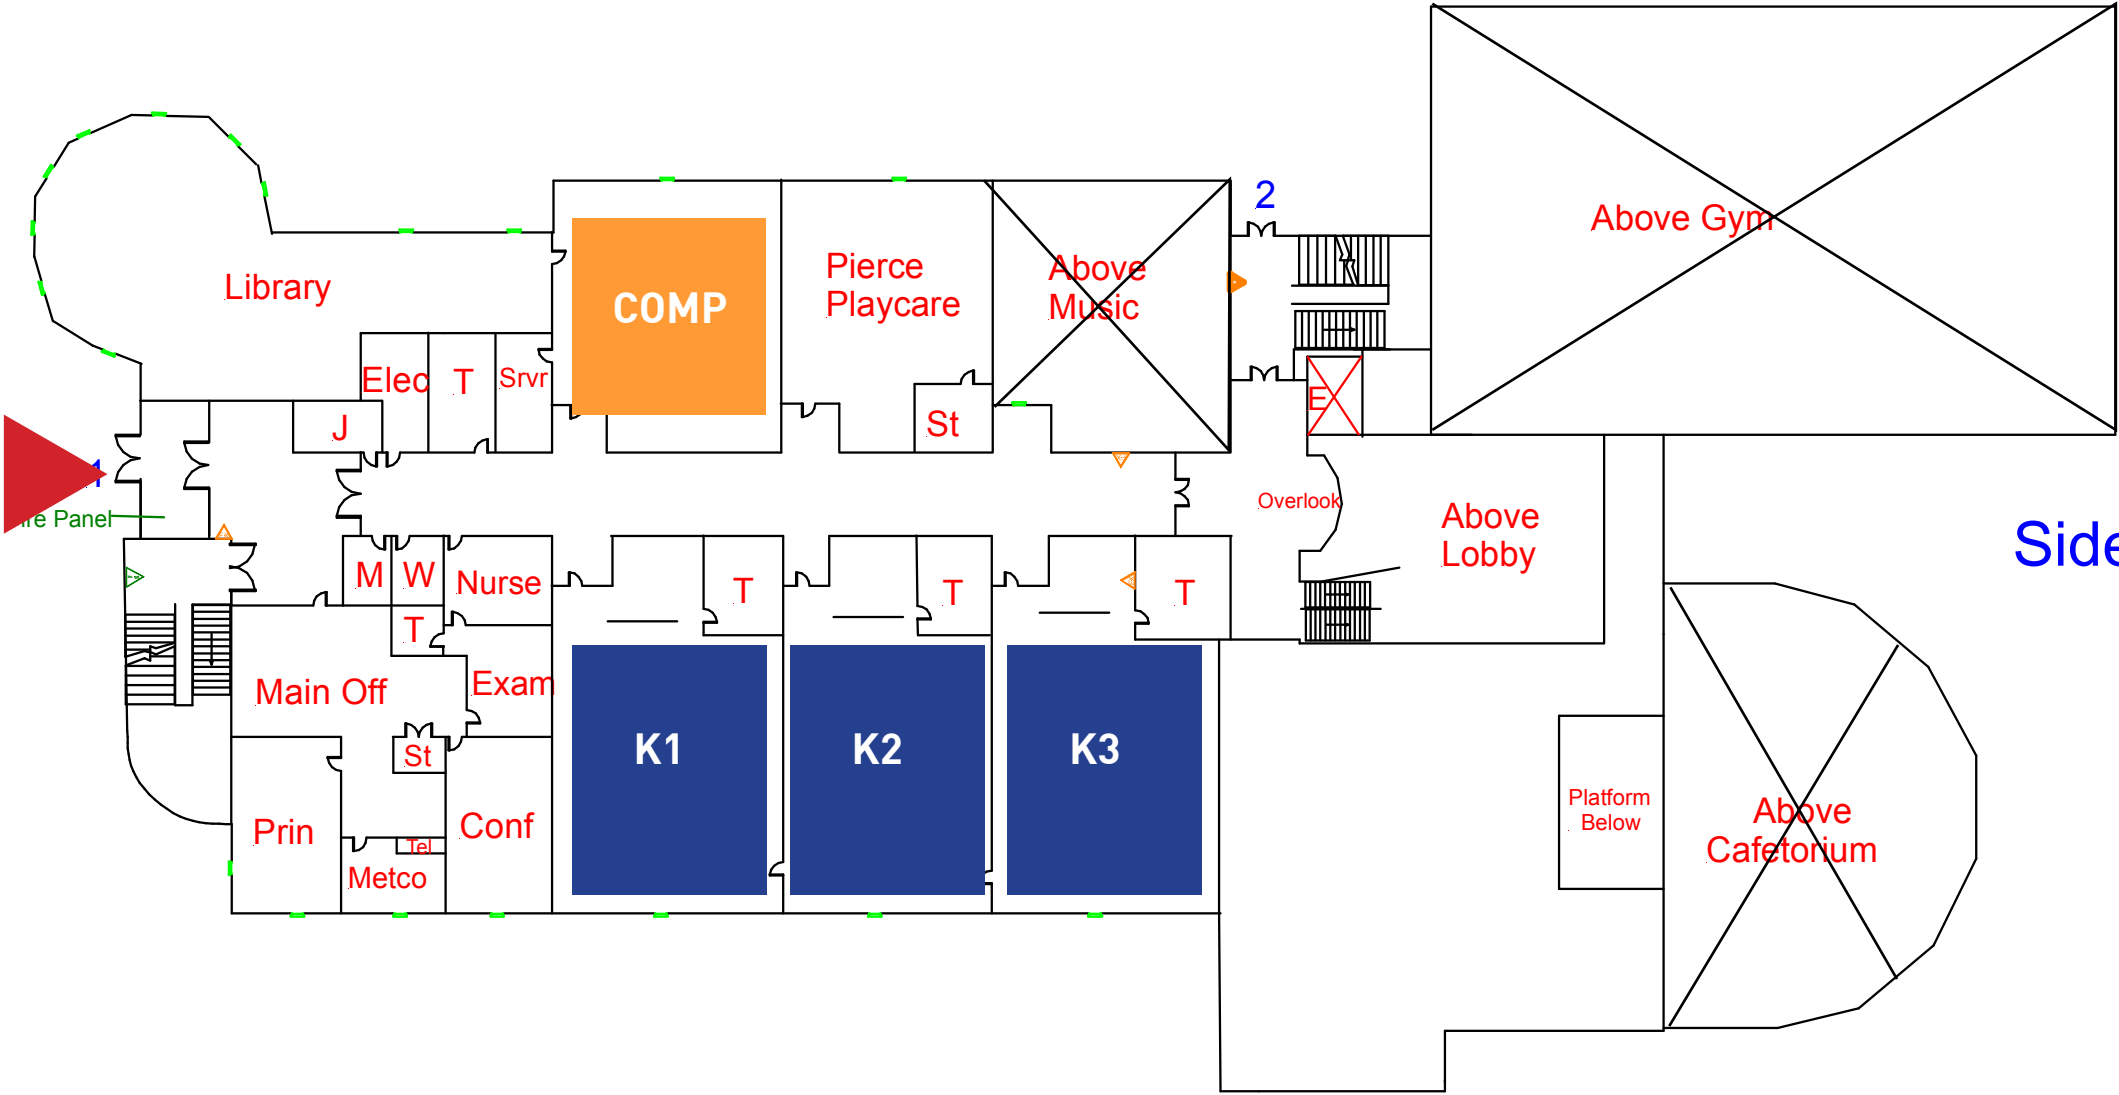 2
Above Gym
Library
Pierce
Playcare
Above
Music
COMP
Elec
T
Srvr
E
J
St
1
Overlook
Above
Lobby
Panel
Side
M
W
Nurse
T
T
T
T
Main Off
Exam
St
K1
K2
K3
Platform
Below
Above
Cafetorium
Prin
Conf
Tel
Metco